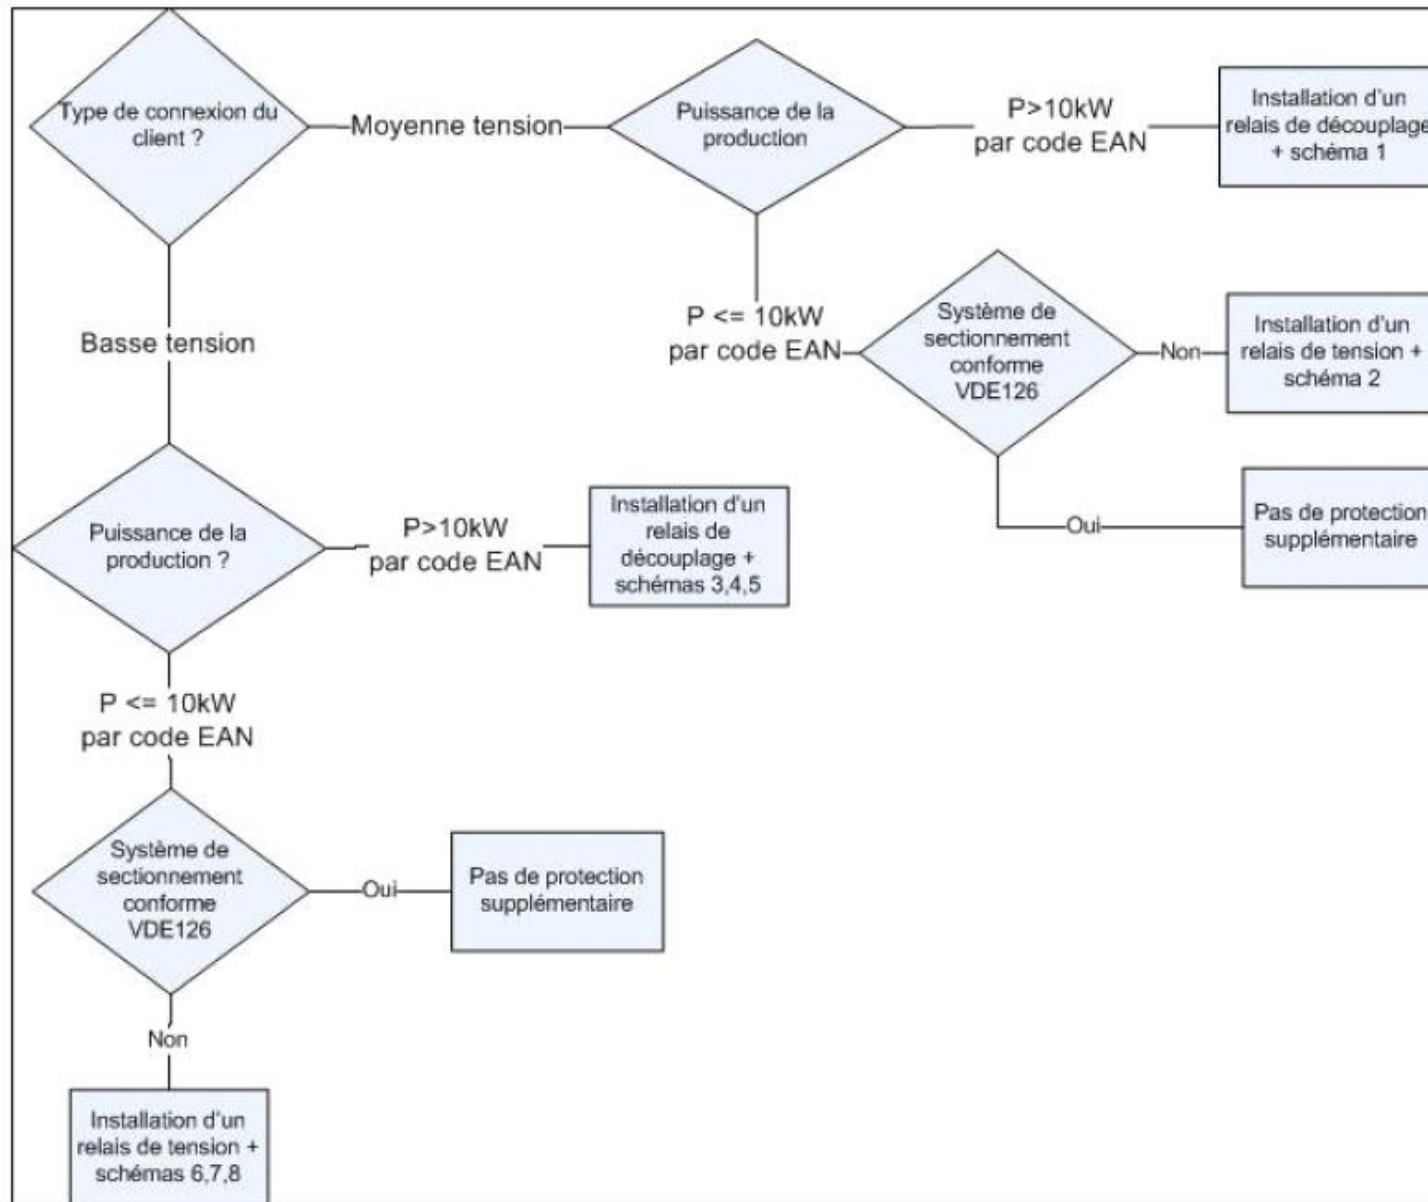 Type de connexion du
client ?
Moyenne tension
Puissance de la
production
P>10kW
par code EAN
Installation d'un
relais de découplage
+ schéma 1
P <= 10kW
par code EAN
Système de
sectionnement
conforme
VDE126
Non
Installation d'un
relais de tension +
schéma 2
Oui
Pas de protection
supplémentaire
Basse tension
Puissance de la
production ?
P>10kW
par code EAN
Installation d'un
relais de
découplage +
schémas 3,4,5
P <= 10kW
par code EAN
Système de
sectionnement
conforme
VDE126
Oui
Pas de protection
supplémentaire
Non
Installation d'un
relais de tension +
schémas 6,7,8